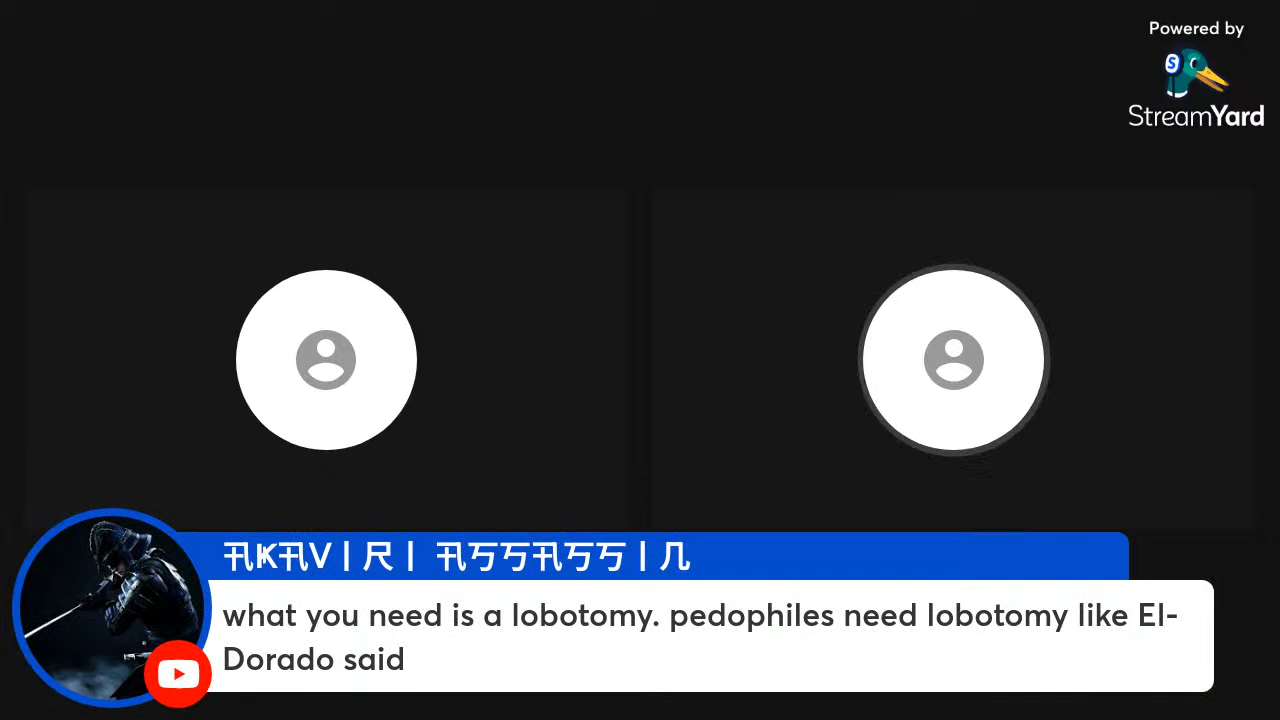 Powered by
S
StreamYard
卂Ҝ卂V丨尺丨 卂丂丂卂丂丂丨几
what you need is a lobotomy. pedophiles need lobotomy like El-
Dorado said